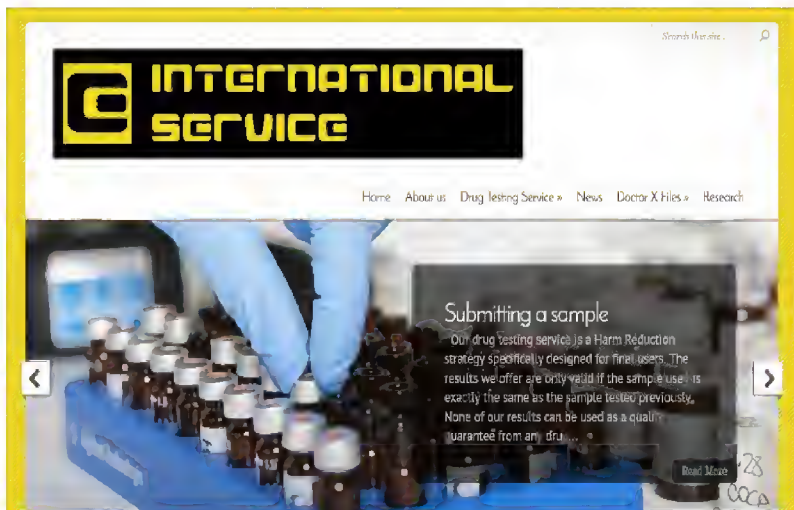 Search this site...
INTERNATIONAL
SERVICE
Home About us Drug Testing Service » News Doctor X Files » Research
Submitting a sample
Our drug testing service is a Harm Reduction
strategy specifically designed for final users. The
results we offer are only valid if the sample used is
exactly the same as the sample tested previously.
None of our results can be used as a quality
guarantee from any dru...
Read More
28
COCA